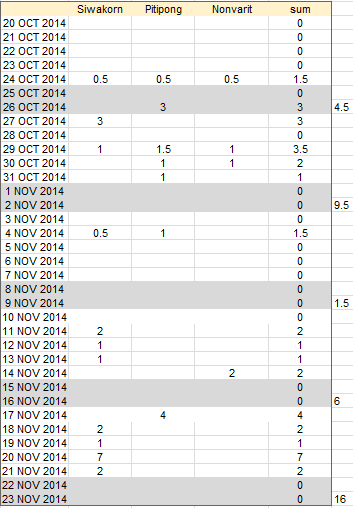 Siwakorn Pitipong Nonvarit sum
20 OCT 2014 0
21 OCT 2014 0
22 OCT 2014 0
23 OCT 2014 0
24 OCT 2014 0.5 0.5 0.5 1.5
25 OCT 2014 0
26 OCT 2014 3 3 4.5
27 OCT 2014 3 3
28 OCT 2014 0
29 OCT 2014 1 1.5 1 3.5
30 OCT 2014 1 1 2
31 OCT 2014 1 1
1 NOV 2014 0
2 NOV 2014 0 9.5
3 NOV 2014 0
4 NOV 2014 0.5 1 1.5
5 NOV 2014 0
6 NOV 2014 0
7 NOV 2014 0
8 NOV 2014 0
9 NOV 2014 0 1.5
10 NOV 2014 0
11 NOV 2014 2 2
12 NOV 2014 1 1
13 NOV 2014 1 1
14 NOV 2014 2 2
15 NOV 2014 0
16 NOV 2014 0 6
17 NOV 2014 4 4
18 NOV 2014 2 2
19 NOV 2014 1 1
20 NOV 2014 7 7
21 NOV 2014 2 2
22 NOV 2014 0
23 NOV 2014 0 16